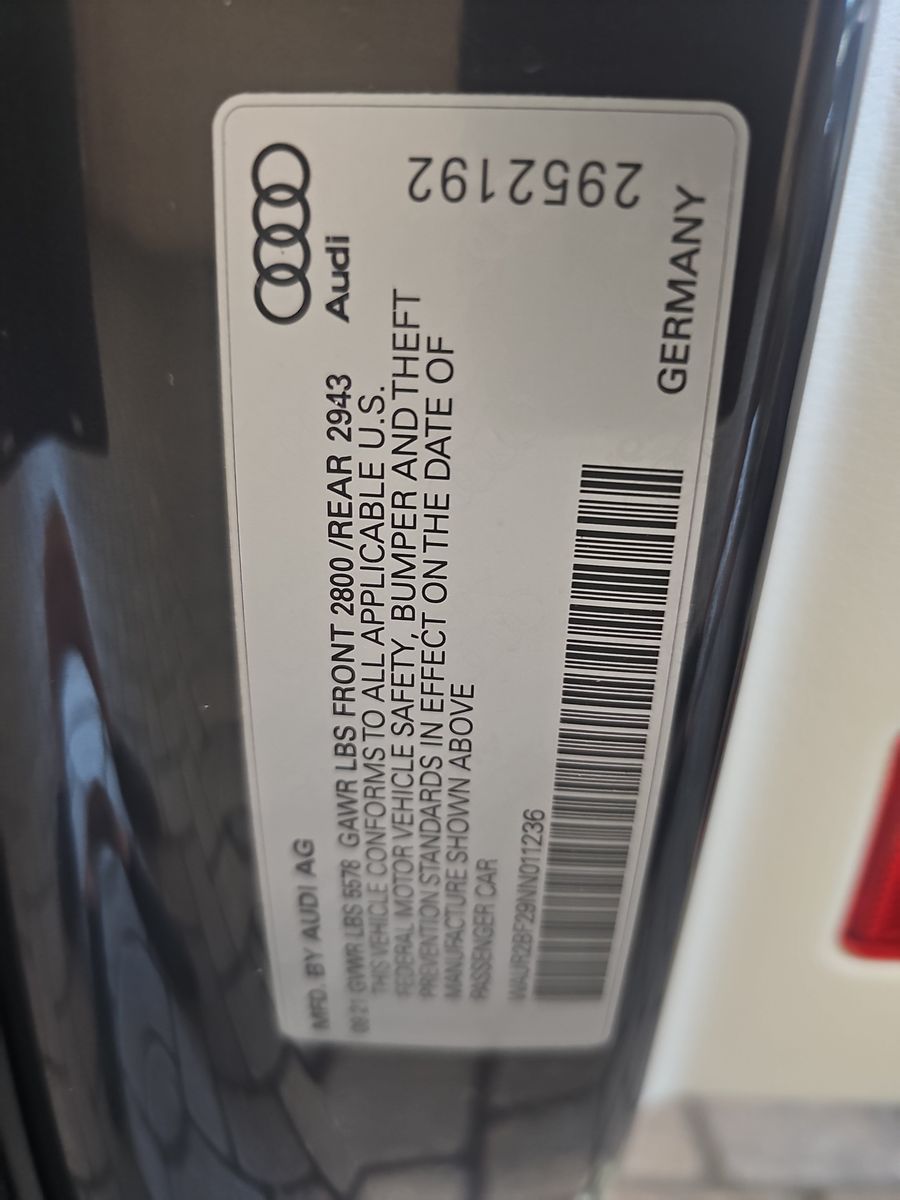 MFD. BY AUDI AG
09 21 GVWR LBS 5578 GAWR LBS FRONT 2800 /REAR 2943
THIS VEHICLE CONFORMS TO ALL APPLICABLE U.S.
FEDERAL MOTOR VEHICLE SAFETY, BUMPER AND THEFT
PREVENTION STANDARDS IN EFFECT ON THE DATE OF
MANUFACTURE SHOWN ABOVE
PASSENGER CAR
WAUR2BF29NN011236
Audi
2952192
GERMANY